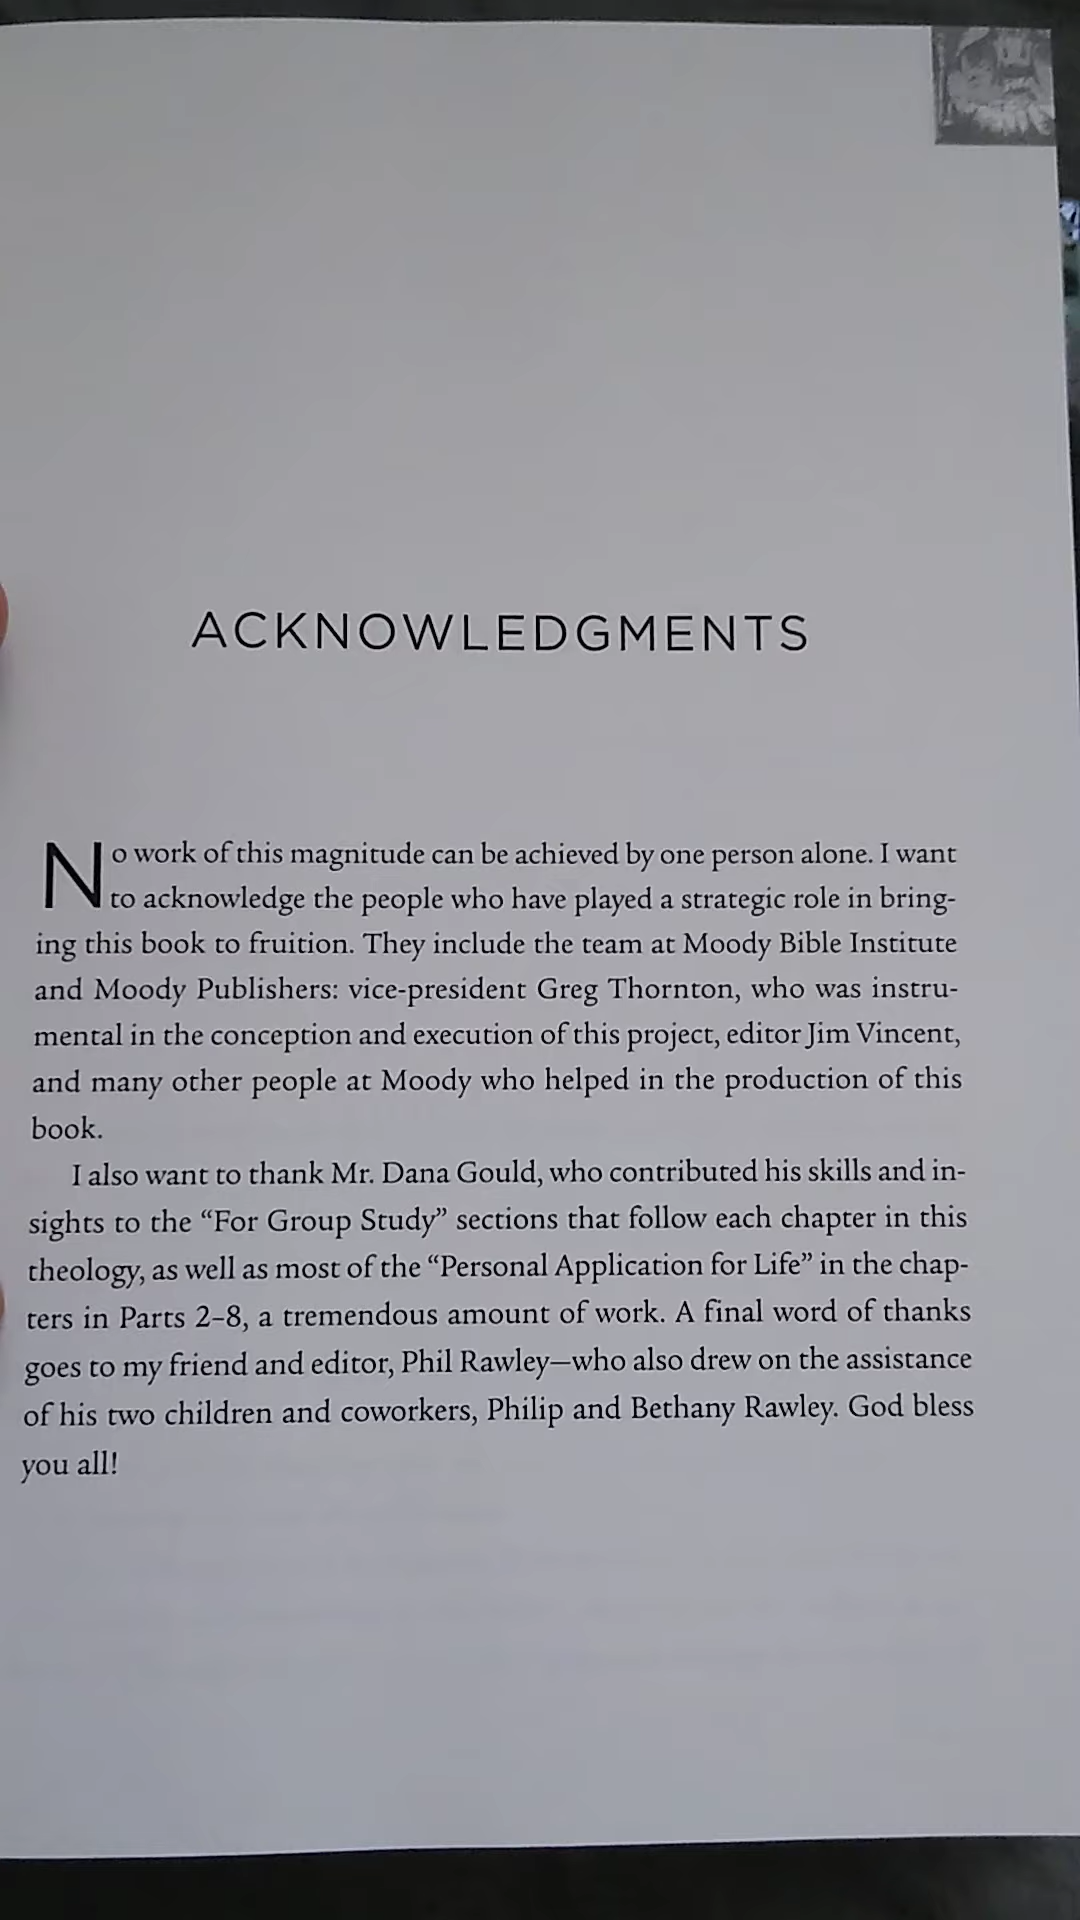 ACKNOWLEDGMENTS
No work of this magnitude can be achieved by one person alone. I want
to acknowledge the people who have played a strategic role in bring-
ing this book to fruition. They include the team at Moody Bible Institute
and Moody Publishers: vice-president Greg Thornton, who was instru-
mental in the conception and execution of this project, editor Jim Vincent,
and many other people at Moody who helped in the production of this
book.
I also want to thank Mr. Dana Gould, who contributed his skills and in-
sights to the “For Group Study” sections that follow each chapter in this
theology, as well as most of the “Personal Application for Life” in the chap-
ters in Parts 2–8, a tremendous amount of work. A final word of thanks
goes to my friend and editor, Phil Rawley—who also drew on the assistance
of his two children and coworkers, Philip and Bethany Rawley. God bless
you all!